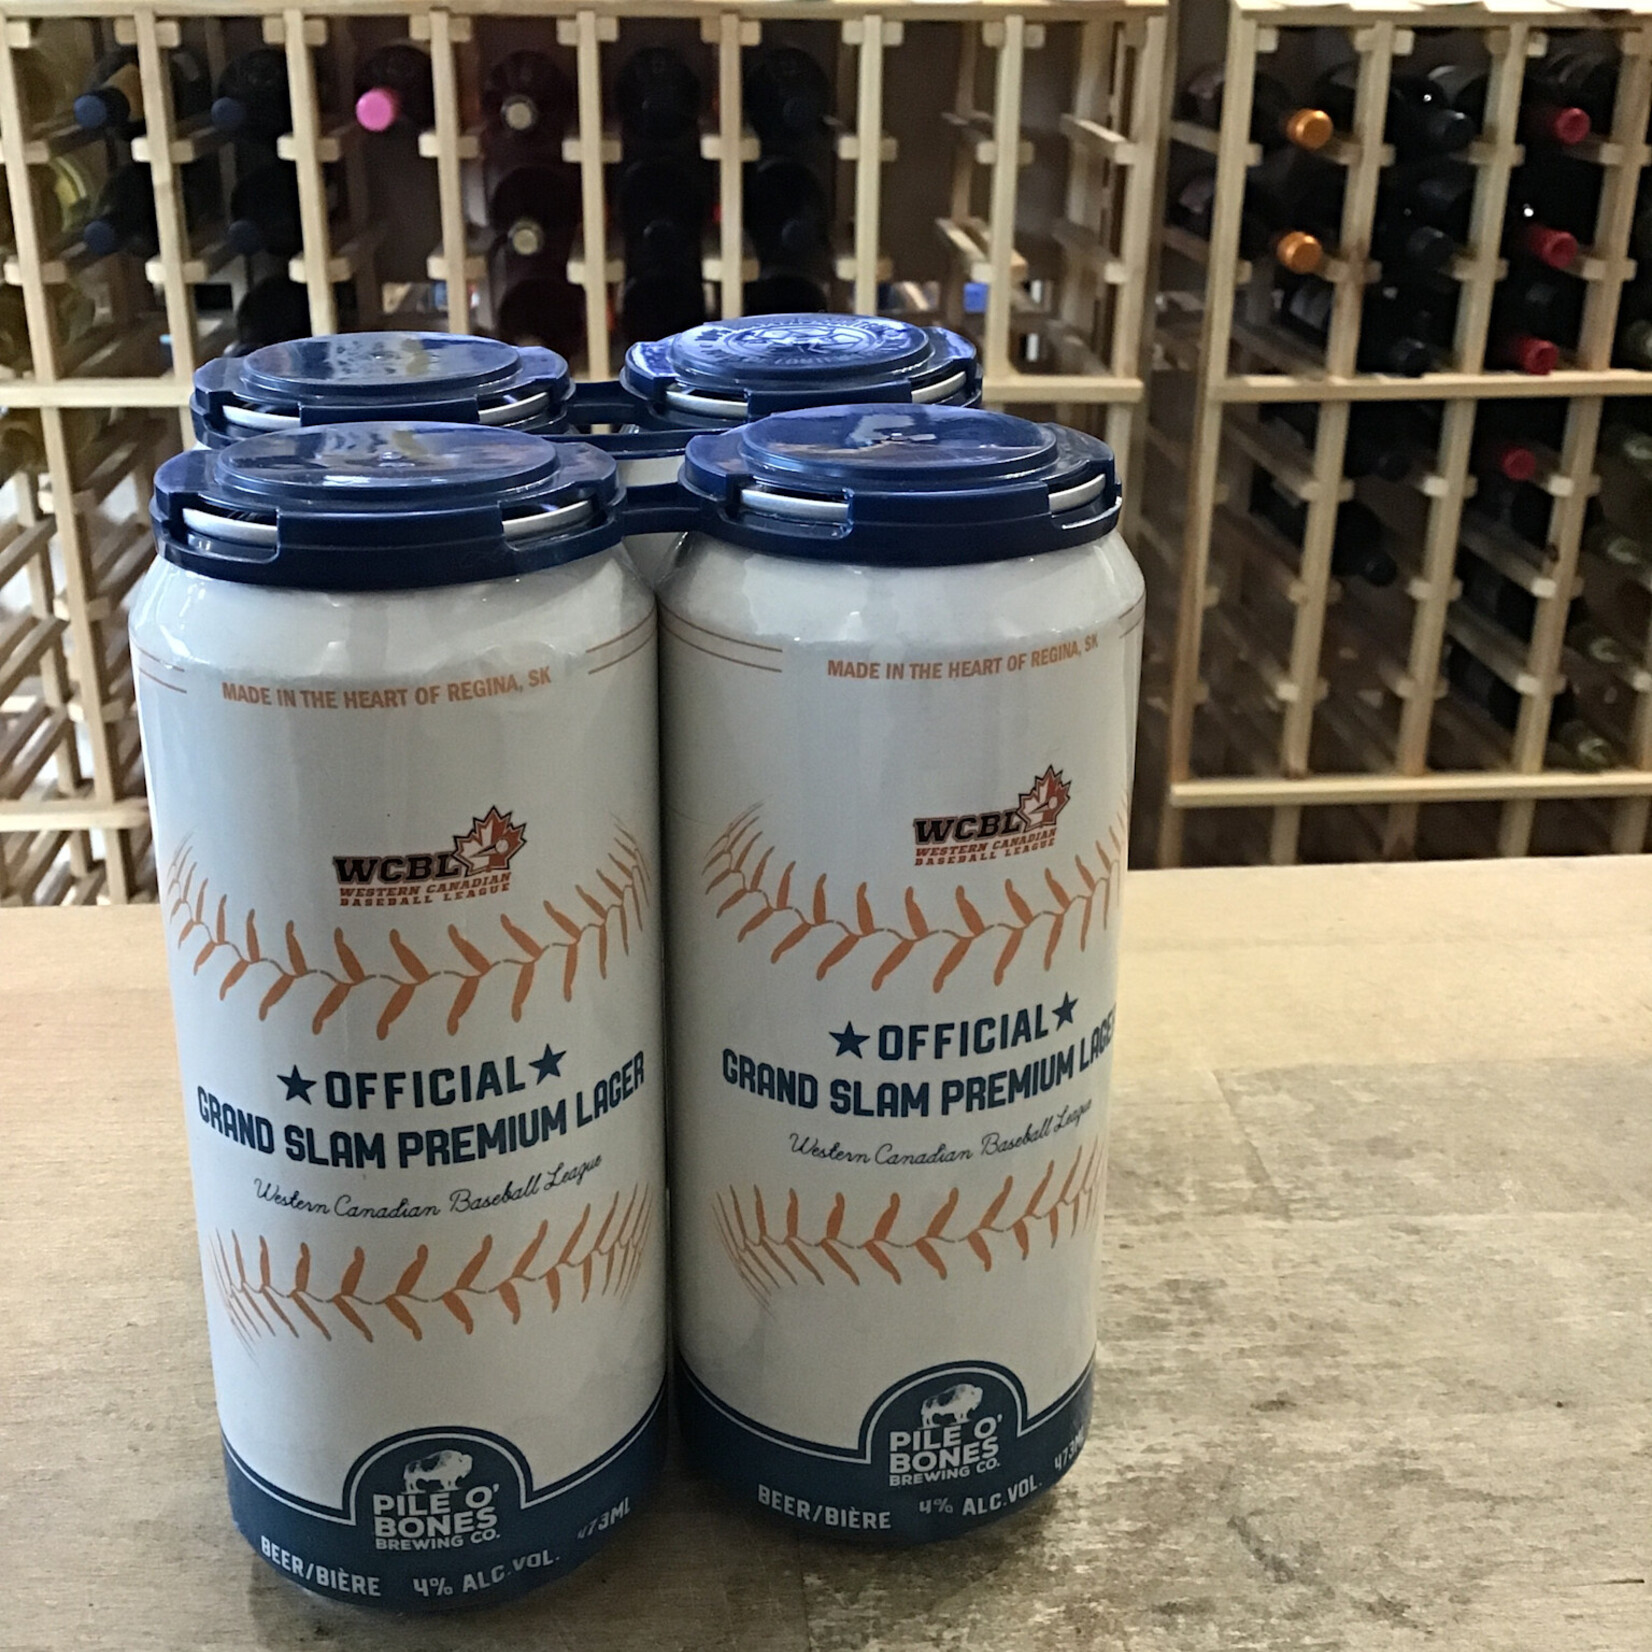 MADE IN THE HEART OF REGINA, SK
WCBL
WESTERN CANADIAN
BASEBALL LEAGUE
★OFFICIAL★
GRAND SLAM PREMIUM LAGER
Western Canadian Baseball League
PILE O'
BONES
BREWING CO.
BEER/BIÈRE 4% ALC.VOL. 473ML
MADE IN THE HEART OF REGINA, SK
WCBL
WESTERN CANADIAN
BASEBALL LEAGUE
★OFFICIAL★
GRAND SLAM PREMIUM LAGER
Western Canadian Baseball League
PILE O'
BONES
BREWING CO.
BEER/BIÈRE 4% ALC.VOL. 473ML